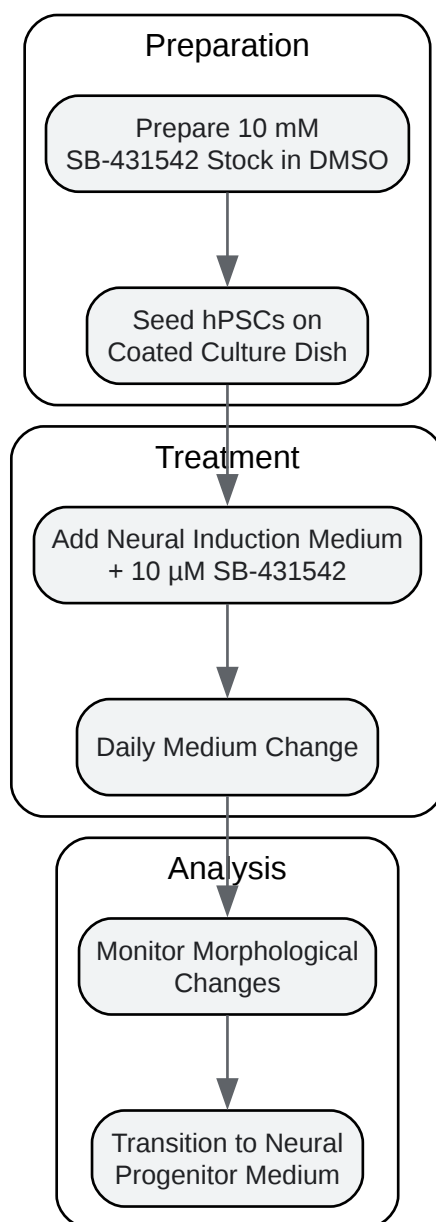 Preparation
Prepare 10 mM
SB-431542 Stock in DMSO
Seed hPSCs on
Coated Culture Dish
Treatment
Add Neural Induction Medium
+ 10 µM SB-431542
Daily Medium Change
Analysis
Monitor Morphological
Changes
Transition to Neural
Progenitor Medium